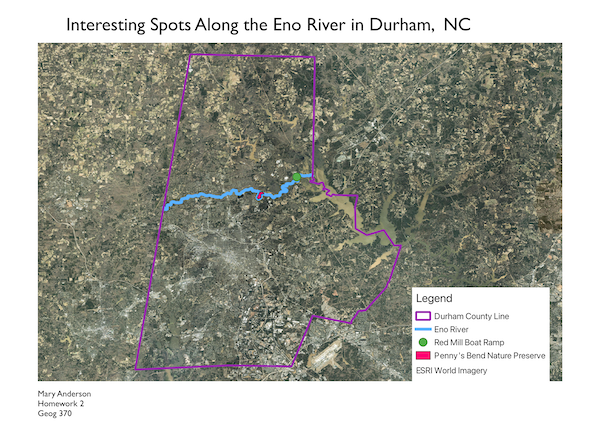 Interesting Spots Along the Eno River in Durham, NC
Legend
Durham County Line
Eno River
Red Mill Boat Ramp
Penny's Bend Nature Preserve
ESRI World Imagery
Mary Anderson
Homework 2
Geog 370